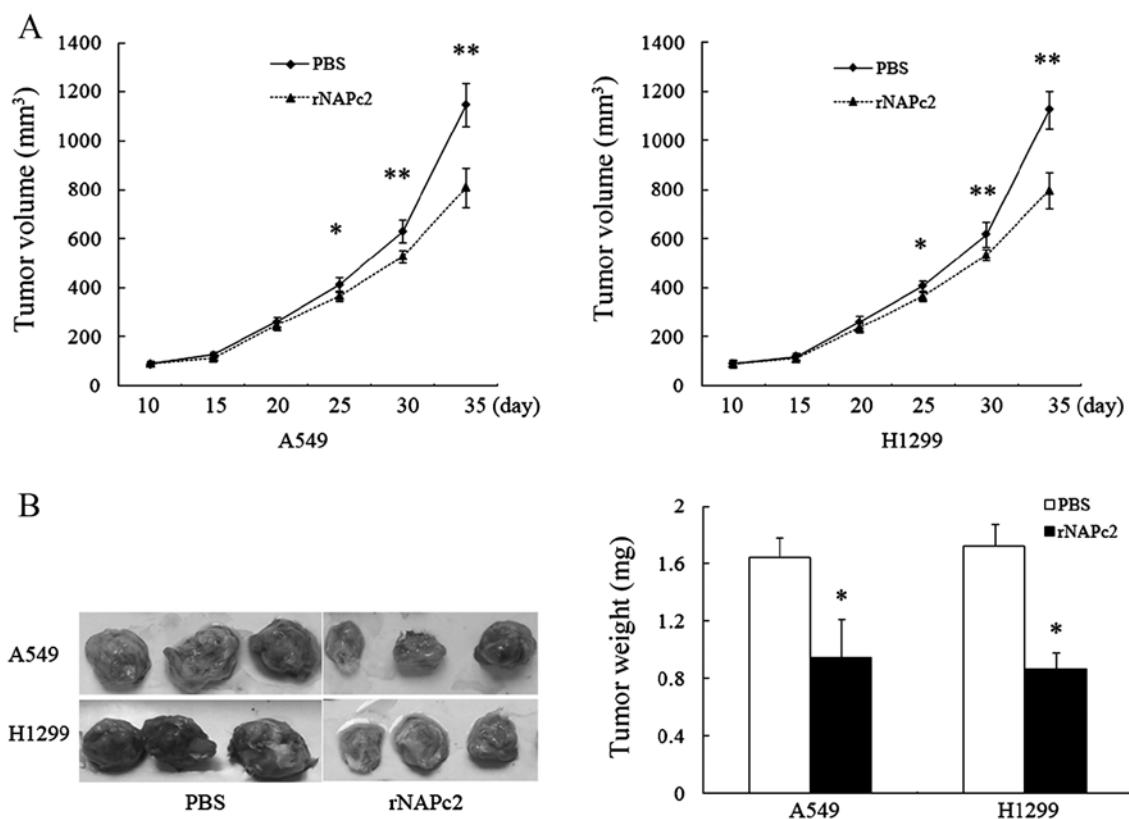 A
Tumor volume (mm³)
1400
1200
1000
800
600
400
200
0
PBS
rNAPc2
*
**
**
10 15 20 25 30 35 (day)
A549
Tumor volume (mm³)
1400
1200
1000
800
600
400
200
0
PBS
rNAPc2
*
**
**
10 15 20 25 30 35 (day)
H1299
B
A549
H1299
PBS rNAPc2
Tumor weight (mg)
2
1.6
1.2
0.8
0.4
0
PBS
rNAPc2
*
*
A549 H1299